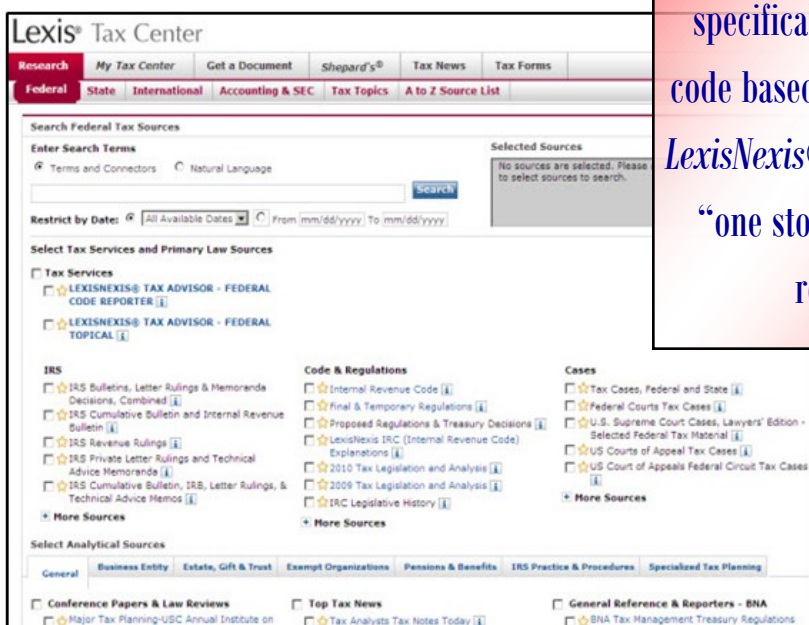 Lexis® Tax Center
Research My Tax Center Get a Document Shepard's® Tax News Tax Forms
Federal State International Accounting & SEC Tax Topics A to Z Source List
Search Federal Tax Sources
Enter Search Terms
Terms and Connectors Natural Language
Search
Restrict by Date: All Available Dates From mm/dd/yyyy To mm/dd/yyyy
Selected Sources
No sources are selected. Please
to select sources to search.
code based
LexisNexis®
Select Tax Services and Primary Law Sources
Tax Services
LEXISNEXIS® TAX ADVISOR - FEDERAL
CODE REPORTER
LEXISNEXIS® TAX ADVISOR - FEDERAL
TOPICAL
IRS
IRS Bulletins, Letter Rulings & Memoranda
Decisions, Combined
IRS Cumulative Bulletin and Internal Revenue
Bulletin
IRS Revenue Rulings
IRS Private Letter Rulings and Technical
Advice Memoranda
IRS Cumulative Bulletin, IRB, Letter Rulings, &
Technical Advice Memos
More Sources
Code & Regulations
Internal Revenue Code
Final & Temporary Regulations
Proposed Regulations & Treasury Decisions
LexisNexis IRC (Internal Revenue Code)
Explanations
2010 Tax Legislation and Analysis
2009 Tax Legislation and Analysis
IRC Legislative History
More Sources
Cases
Tax Cases, Federal and State
Federal Courts Tax Cases
U.S. Supreme Court Cases, Lawyers' Edition -
Selected Federal Tax Material
US Courts of Appeal Tax Cases
US Court of Appeals Federal Circuit Tax Cases
More Sources
Select Analytical Sources
General Business Entity Estate, Gift & Trust Exempt Organizations Pensions & Benefits IRS Practice & Procedures Specialized Tax Planning
Conference Papers & Law Reviews
Major Tax Planning-USC Annual Institute on
Top Tax News
Tax Analysts Tax Notes Today
General Reference & Reporters - BNA
BNA Tax Management Treasury Regulations